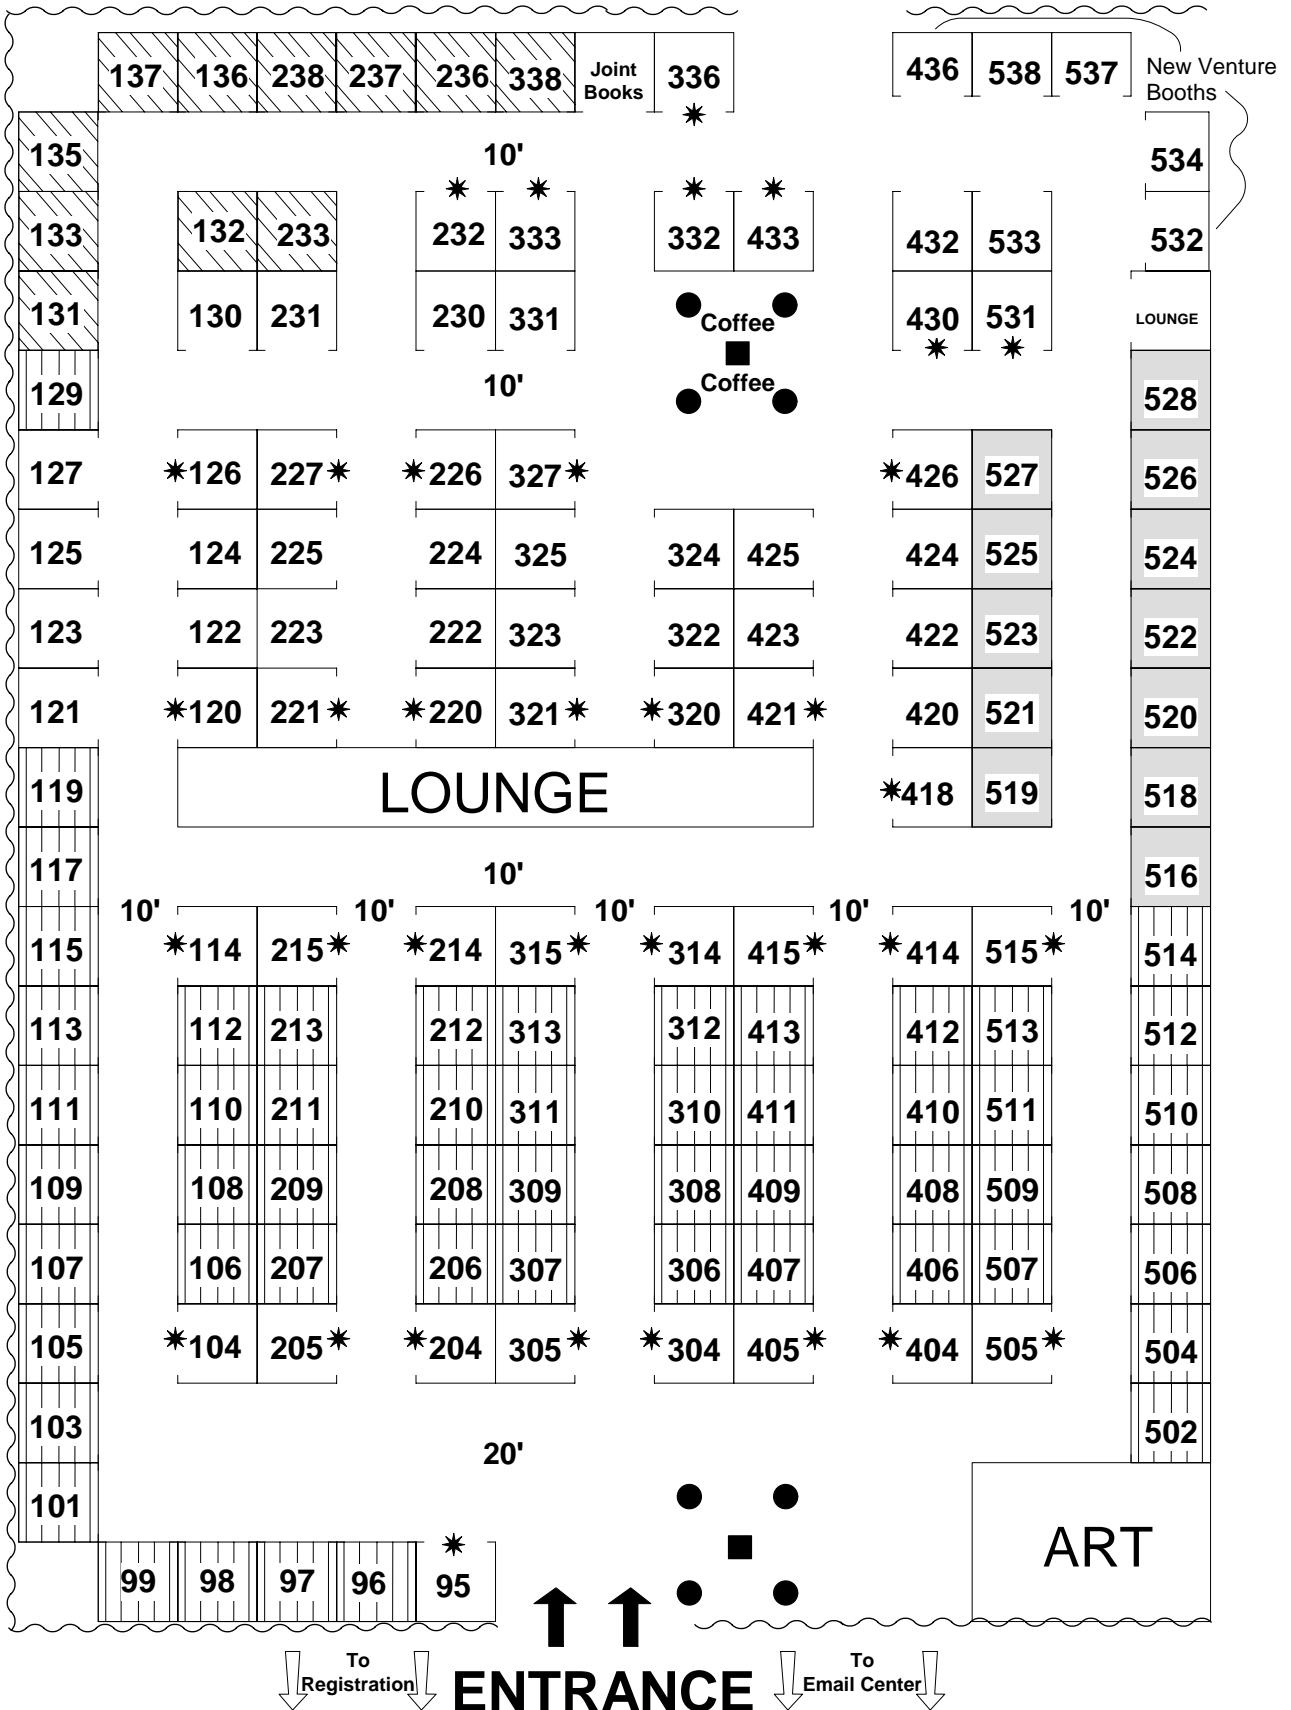 137 136 238 237 236 338 Joint Books 336 436 538 537 New Venture Booths
135 10' 534
133 132 233 232 333 332 433 432 533 532
131 130 231 230 331 Coffee 430 531 LOUNGE
129 10' Coffee 528
127 126 227 226 327 426 527 526
125 124 225 224 325 324 425 424 525 524
123 122 223 222 323 322 423 422 523 522
121 120 221 220 321 320 421 420 521 520
119 LOUNGE 418 519 518
117 10' 516
10' 10' 10' 10' 10'
115 114 215 214 315 314 415 414 515 514
113 112 213 212 313 312 413 412 513 512
111 110 211 210 311 310 411 410 511 510
109 108 209 208 309 308 409 408 509 508
107 106 207 206 307 306 407 406 507 506
105 104 205 204 305 304 405 404 505 504
103 20' 502
101 ART
99 98 97 96 95
To Registration ENTRANCE To Email Center